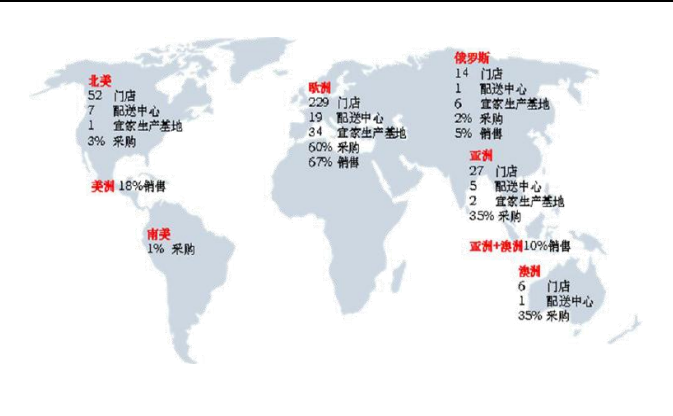 北美
52 门店
7 配送中心
1 宜家生产基地
3% 采购
美洲 18%销售
南美
1% 采购
欧洲
229 门店
19 配送中心
34 宜家生产基地
60% 采购
67% 销售
俄罗斯
14 门店
1 配送中心
6 宜家生产基地
2% 采购
5% 销售
亚洲
27 门店
5 配送中心
2 宜家生产基地
35% 采购
亚洲+澳洲10%销售
澳洲
6 门店
1 配送中心
35% 采购